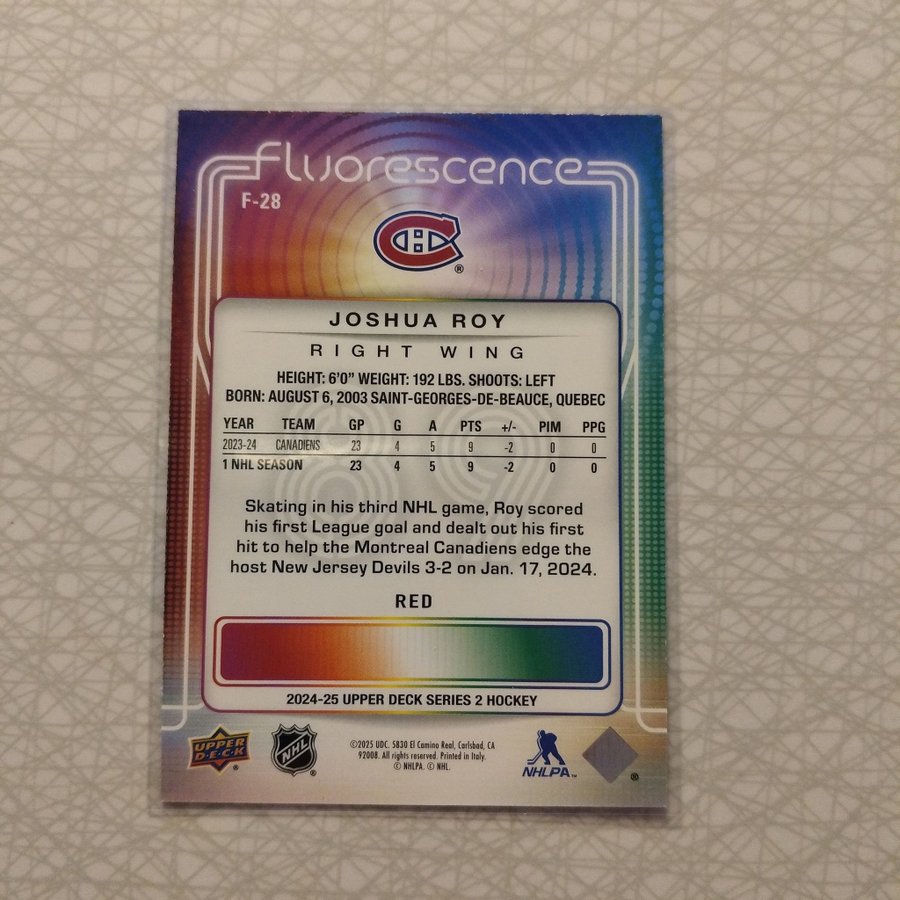 fluorescence
F-28
®
JOSHUA ROY
RIGHT WING
HEIGHT: 6'0” WEIGHT: 192 LBS. SHOOTS: LEFT
BORN: AUGUST 6, 2003 SAINT-GEORGES-DE-BEAUCE, QUEBEC
YEAR TEAM GP G A PTS +/- PIM PPG
2023-24 CANADIENS 23 4 5 9 -2 0 0
1 NHL SEASON 23 4 5 9 -2 0 0
Skating in his third NHL game, Roy scored
his first League goal and dealt out his first
hit to help the Montreal Canadiens edge the
host New Jersey Devils 3-2 on Jan. 17, 2024.
RED
2024-25 UPPER DECK SERIES 2 HOCKEY
UPPER DECK ®
NHL ®
©2025 UDC. 5830 El Camino Real, Carlsbad, CA
92008. All rights reserved. Printed in Italy.
© NHLPA. © NHL.
NHLPA™
®